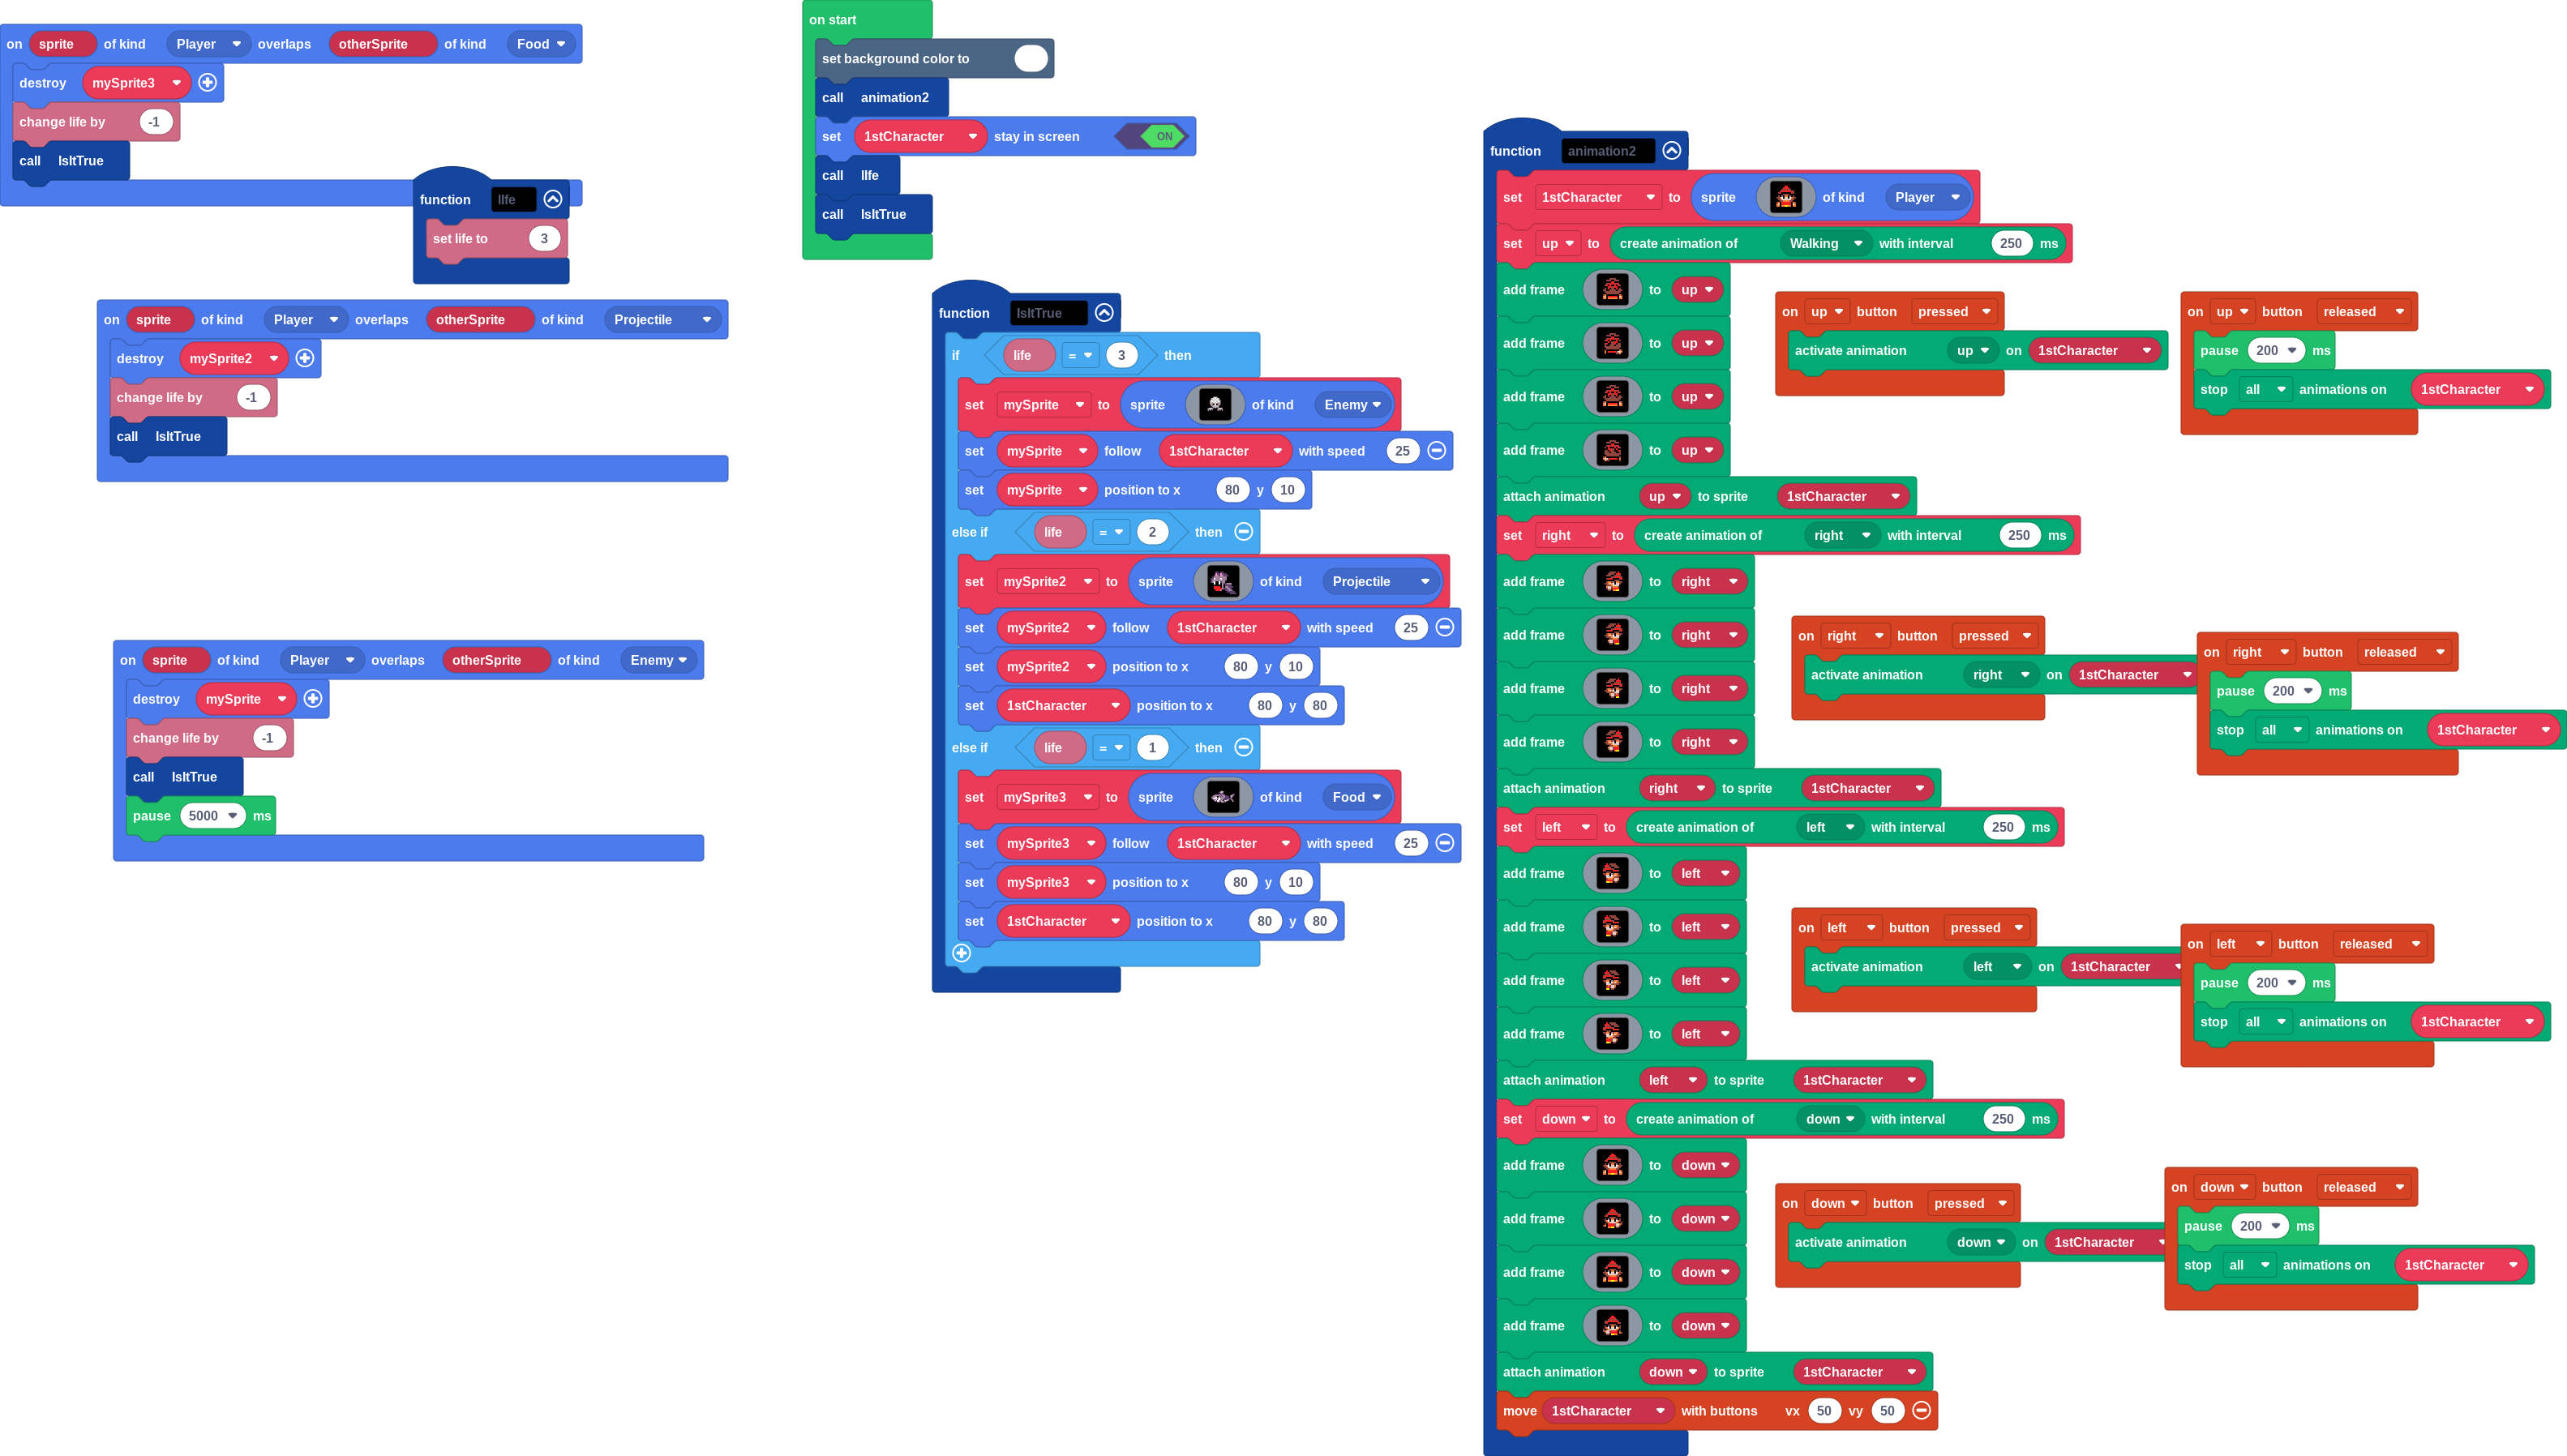 on sprite of kind Player overlaps otherSprite of kind Food
destroy mySprite3
change life by -1
call IsItTrue
function lIfe
set life to 3
on sprite of kind Player overlaps otherSprite of kind Projectile
destroy mySprite2
change life by -1
call IsItTrue
on sprite of kind Player overlaps otherSprite of kind Enemy
destroy mySprite
change life by -1
call IsItTrue
pause 5000 ms
on start
set background color to
call animation2
set 1stCharacter stay in screen ON
call lIfe
call IsItTrue
function IsItTrue
if life = 3 then
set mySprite to sprite of kind Enemy
set mySprite follow 1stCharacter with speed 25
set mySprite position to x 80 y 10
else if life = 2 then
set mySprite2 to sprite of kind Projectile
set mySprite2 follow 1stCharacter with speed 25
set mySprite2 position to x 80 y 10
set 1stCharacter position to x 80 y 80
else if life = 1 then
set mySprite3 to sprite of kind Food
set mySprite3 follow 1stCharacter with speed 25
set mySprite3 position to x 80 y 10
set 1stCharacter position to x 80 y 80
function animation2
set 1stCharacter to sprite of kind Player
set up to create animation of Walking with interval 250 ms
add frame to up
add frame to up
add frame to up
add frame to up
attach animation up to sprite 1stCharacter
set right to create animation of right with interval 250 ms
add frame to right
add frame to right
add frame to right
add frame to right
attach animation right to sprite 1stCharacter
set left to create animation of left with interval 250 ms
add frame to left
add frame to left
add frame to left
add frame to left
attach animation left to sprite 1stCharacter
set down to create animation of down with interval 250 ms
add frame to down
add frame to down
add frame to down
add frame to down
attach animation down to sprite 1stCharacter
move 1stCharacter with buttons vx 50 vy 50
on up button pressed
activate animation up on 1stCharacter
on up button released
pause 200 ms
stop all animations on 1stCharacter
on right button pressed
activate animation right on 1stCharacter
on right button released
pause 200 ms
stop all animations on 1stCharacter
on left button pressed
activate animation left on 1stCharacter
on left button released
pause 200 ms
stop all animations on 1stCharacter
on down button pressed
activate animation down on 1stCharacter
on down button released
pause 200 ms
stop all animations on 1stCharacter